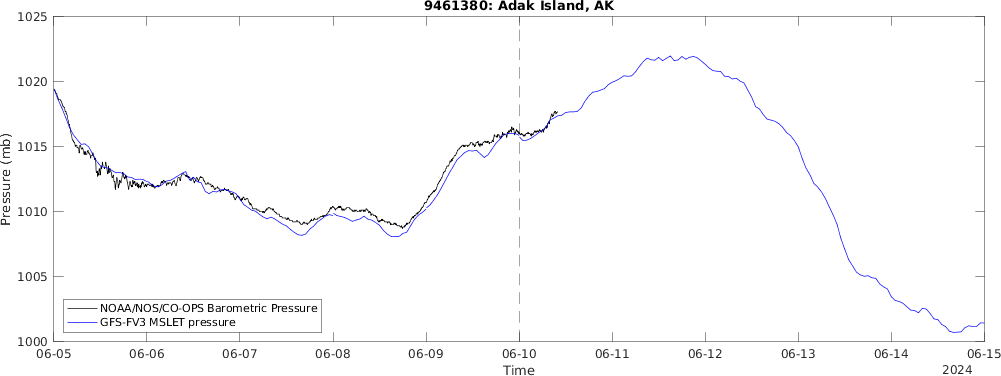 9461380: Adak Island, AK
Pressure (mb)
1025
1020
1015
1010
1005
1000
NOAA/NOS/CO-OPS Barometric Pressure
GFS-FV3 MSLET pressure
06-05 06-06 06-07 06-08 06-09 06-10 06-11 06-12 06-13 06-14 06-15
Time
2024